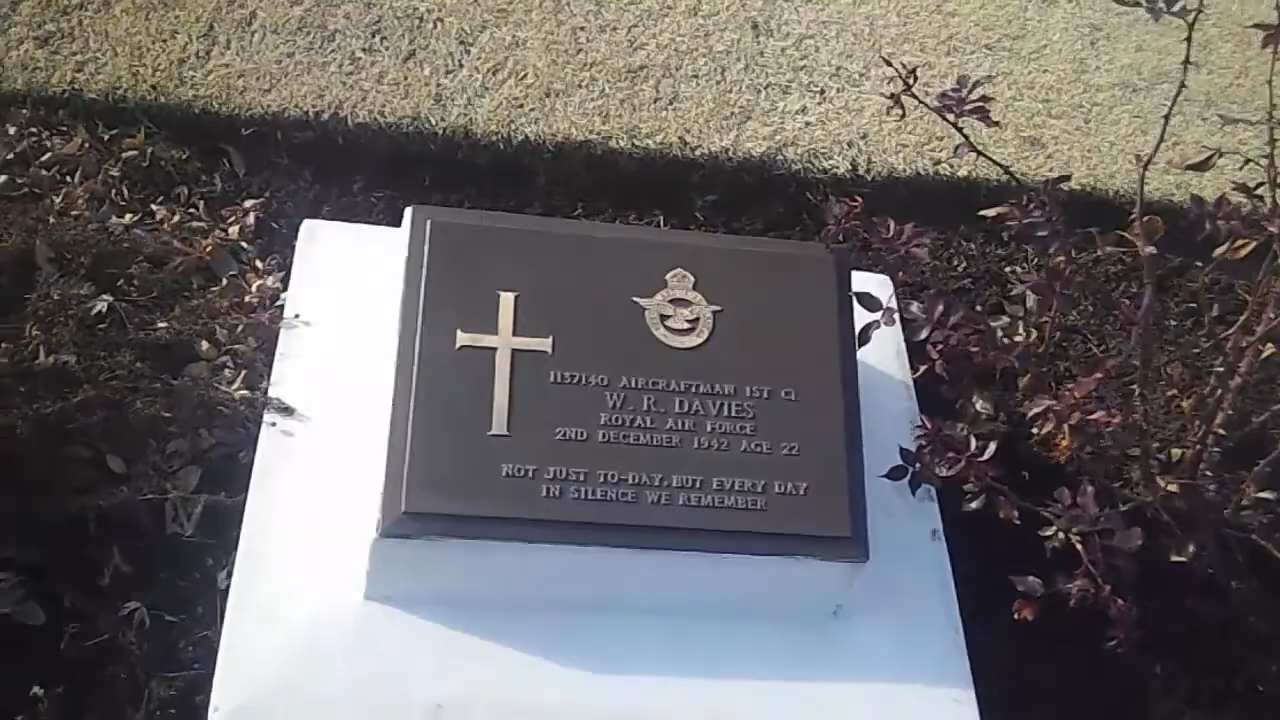 1137140 AIRCRAFTMAN 1ST CL.
W. R. DAVIES
ROYAL AIR FORCE
2ND DECEMBER 1942 AGE 22
NOT JUST TO-DAY, BUT EVERY DAY
IN SILENCE WE REMEMBER